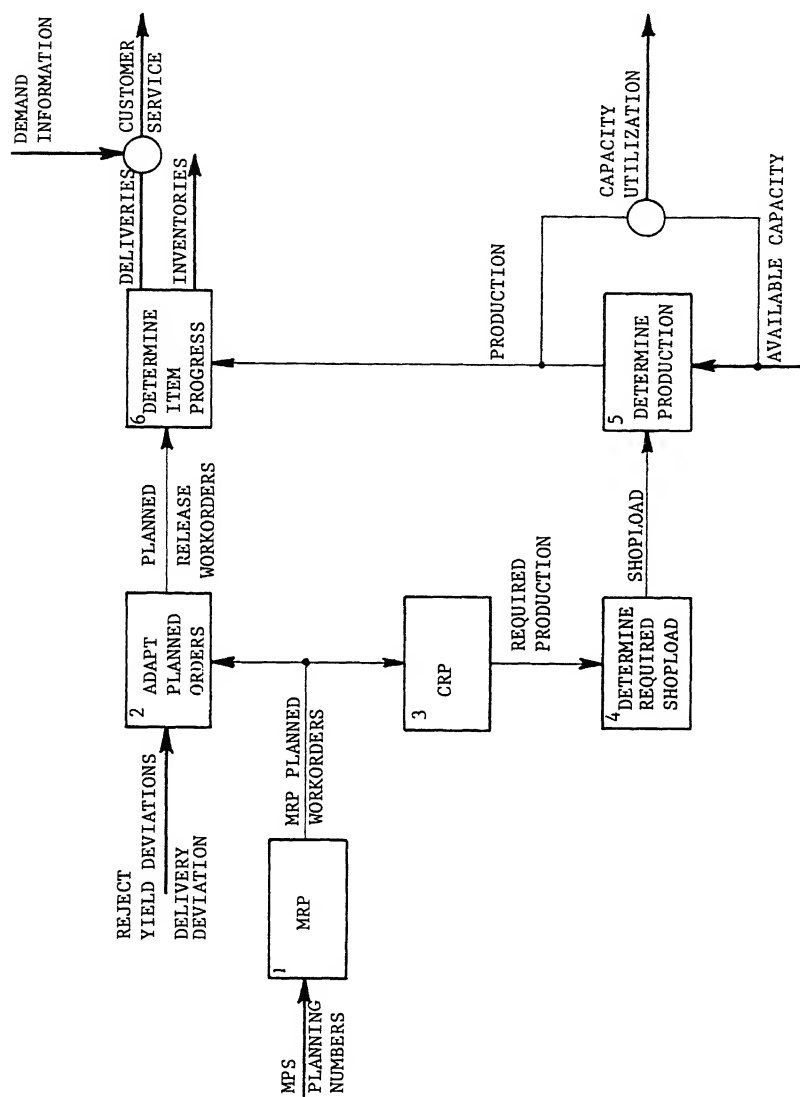 DEMAND
INFORMATION
CUSTOMER
SERVICE
DELIVERIES
INVENTORIES
6
DETERMINE
ITEM
PROGRESS
PLANNED
RELEASE
WORKORDERS
2
ADAPT
PLANNED
ORDERS
REJECT
YIELD DEVIATIONS
DELIVERY
DEVIATION
MRP PLANNED
WORKORDERS
1
MRP
MPS
PLANNING
NUMBERS
3
CRP
REQUIRED
PRODUCTION
4
DETERMINE
REQUIRED
SHOPLOAD
SHOPLOAD
5
DETERMINE
PRODUCTION
PRODUCTION
CAPACITY
UTILIZATION
AVAILABLE CAPACITY